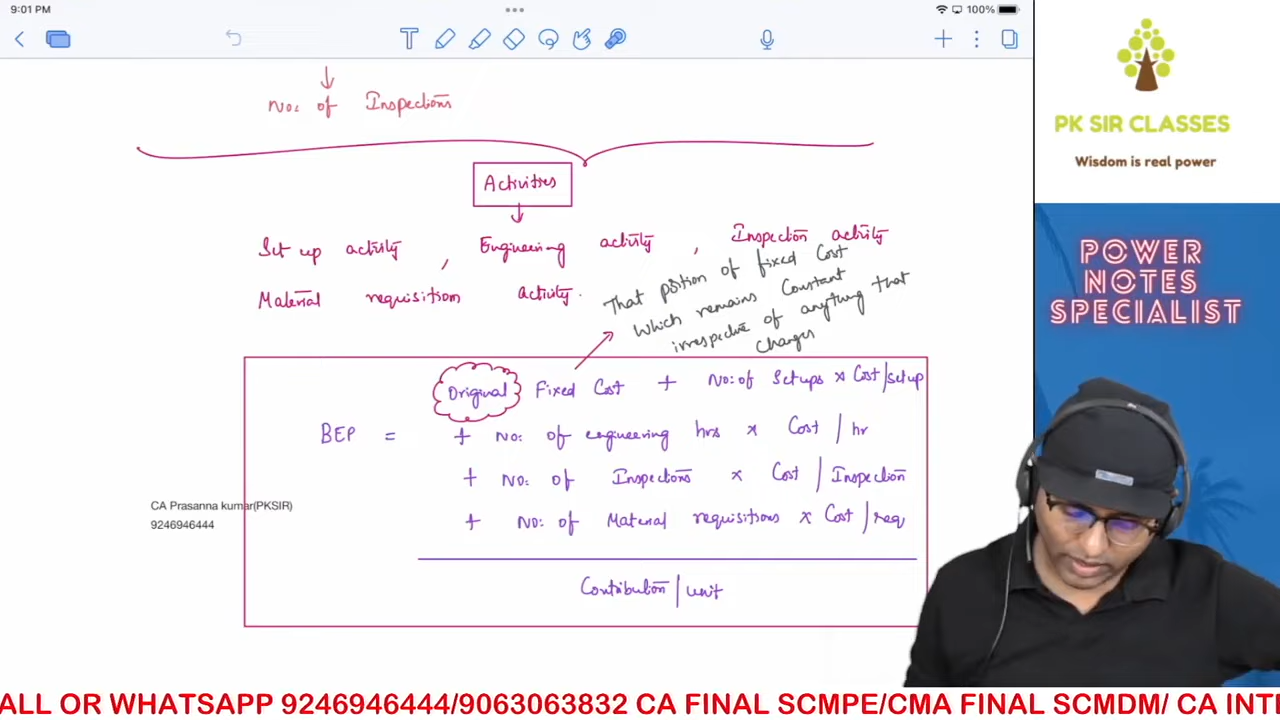 9:01 PM
100%
No: of Inspections
Activities
Set up activity , Engineering activity , Inspection activity
Material requisitions activity.
That portion of fixed Cost
Which remains Constant
irrespective of anything that
changes
Original Fixed Cost + No: of Setups x Cost/setup
BEP = + No: of engineering hrs x Cost / hr
+ No: of Inspections x Cost / Inspection
+ No: of Material requisitions x Cost / req
Contribution / unit
CA Prasanna kumar(PKSIR)
9246946444
PK SIR CLASSES
Wisdom is real power
POWER
NOTES
SPECIALIST
ALL OR WHATSAPP 9246946444/9063063832 CA FINAL SCMPE/CMA FINAL SCMDM/ CA INTE